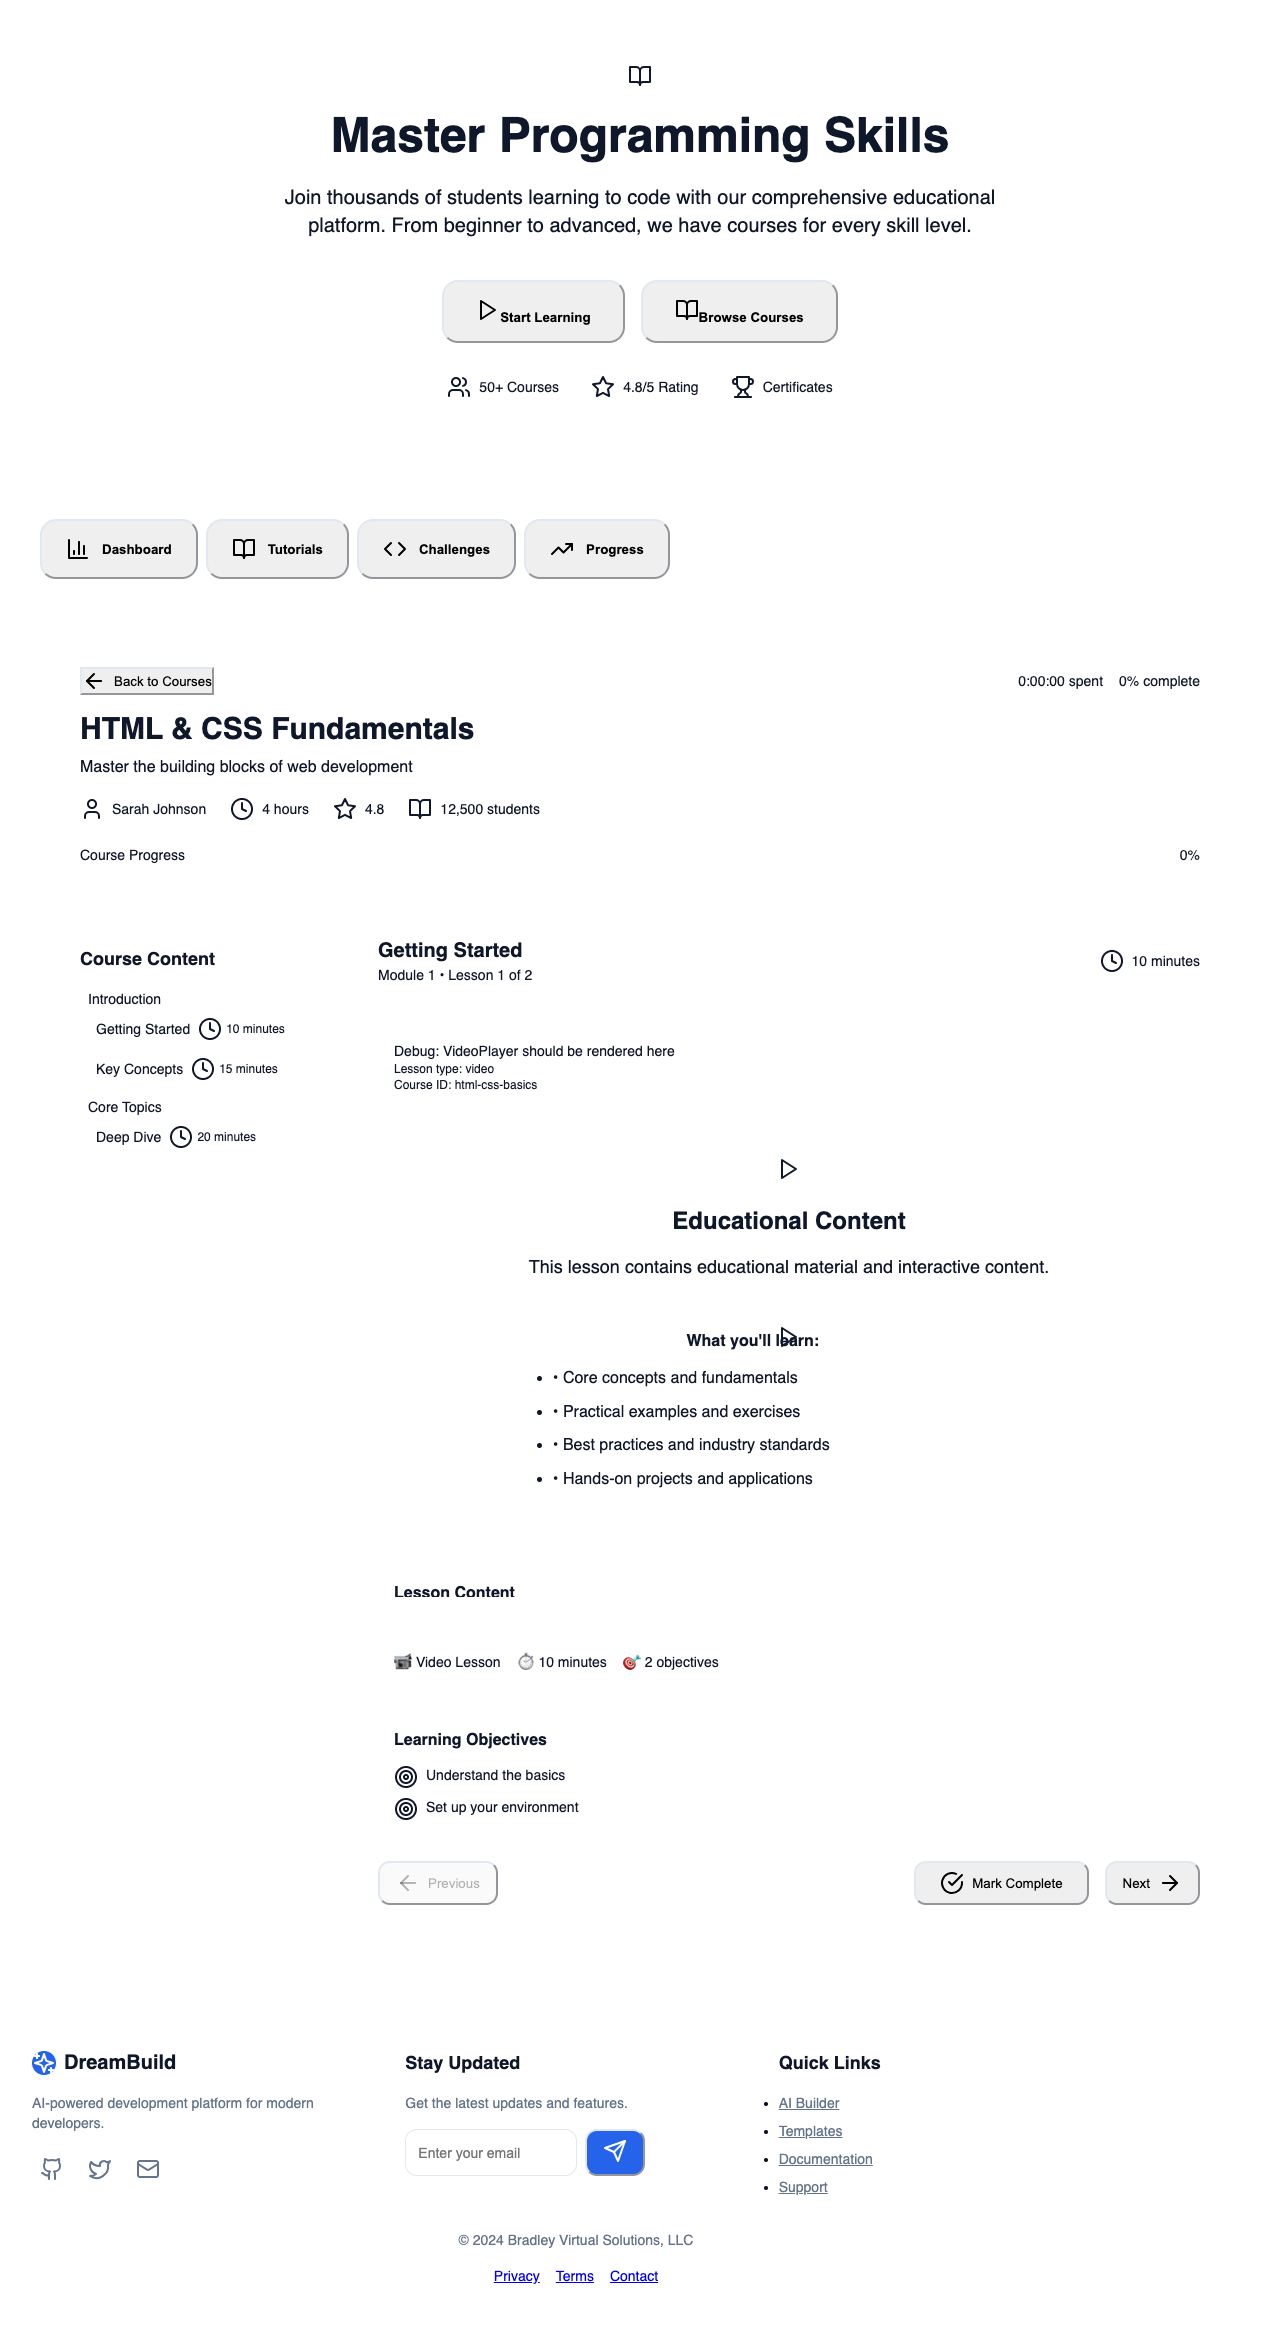 Master Programming Skills
Join thousands of students learning to code with our comprehensive educational
platform. From beginner to advanced, we have courses for every skill level.
Start Learning
Browse Courses
50+ Courses
4.8/5 Rating
Certificates
Dashboard
Tutorials
Challenges
Progress
Back to Courses
0:00:00 spent
0% complete
HTML & CSS Fundamentals
Master the building blocks of web development
Sarah Johnson
4 hours
4.8
12,500 students
Course Progress
0%
Course Content
Introduction
Getting Started
10 minutes
Key Concepts
15 minutes
Core Topics
Deep Dive
20 minutes
Getting Started
Module 1 • Lesson 1 of 2
10 minutes
Debug: VideoPlayer should be rendered here
Lesson type: video
Course ID: html-css-basics
Educational Content
This lesson contains educational material and interactive content.
What you'll learn:
• • Core concepts and fundamentals
• • Practical examples and exercises
• • Best practices and industry standards
• • Hands-on projects and applications
Lesson Content
📹 Video Lesson
⏱️ 10 minutes
🎯 2 objectives
Learning Objectives
Understand the basics
Set up your environment
Previous
Mark Complete
Next
DreamBuild
AI-powered development platform for modern
developers.
Stay Updated
Get the latest updates and features.
Enter your email
Quick Links
• AI Builder
• Templates
• Documentation
• Support
© 2024 Bradley Virtual Solutions, LLC
Privacy
Terms
Contact